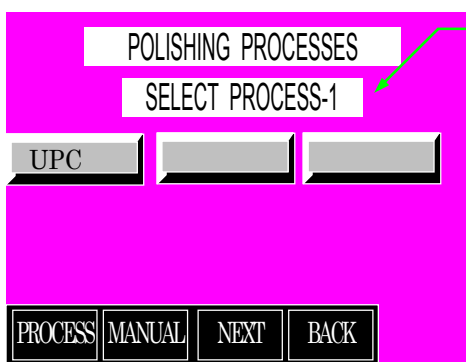 POLISHING PROCESSES
SELECT PROCESS-1
UPC
PROCESS MANUAL NEXT BACK